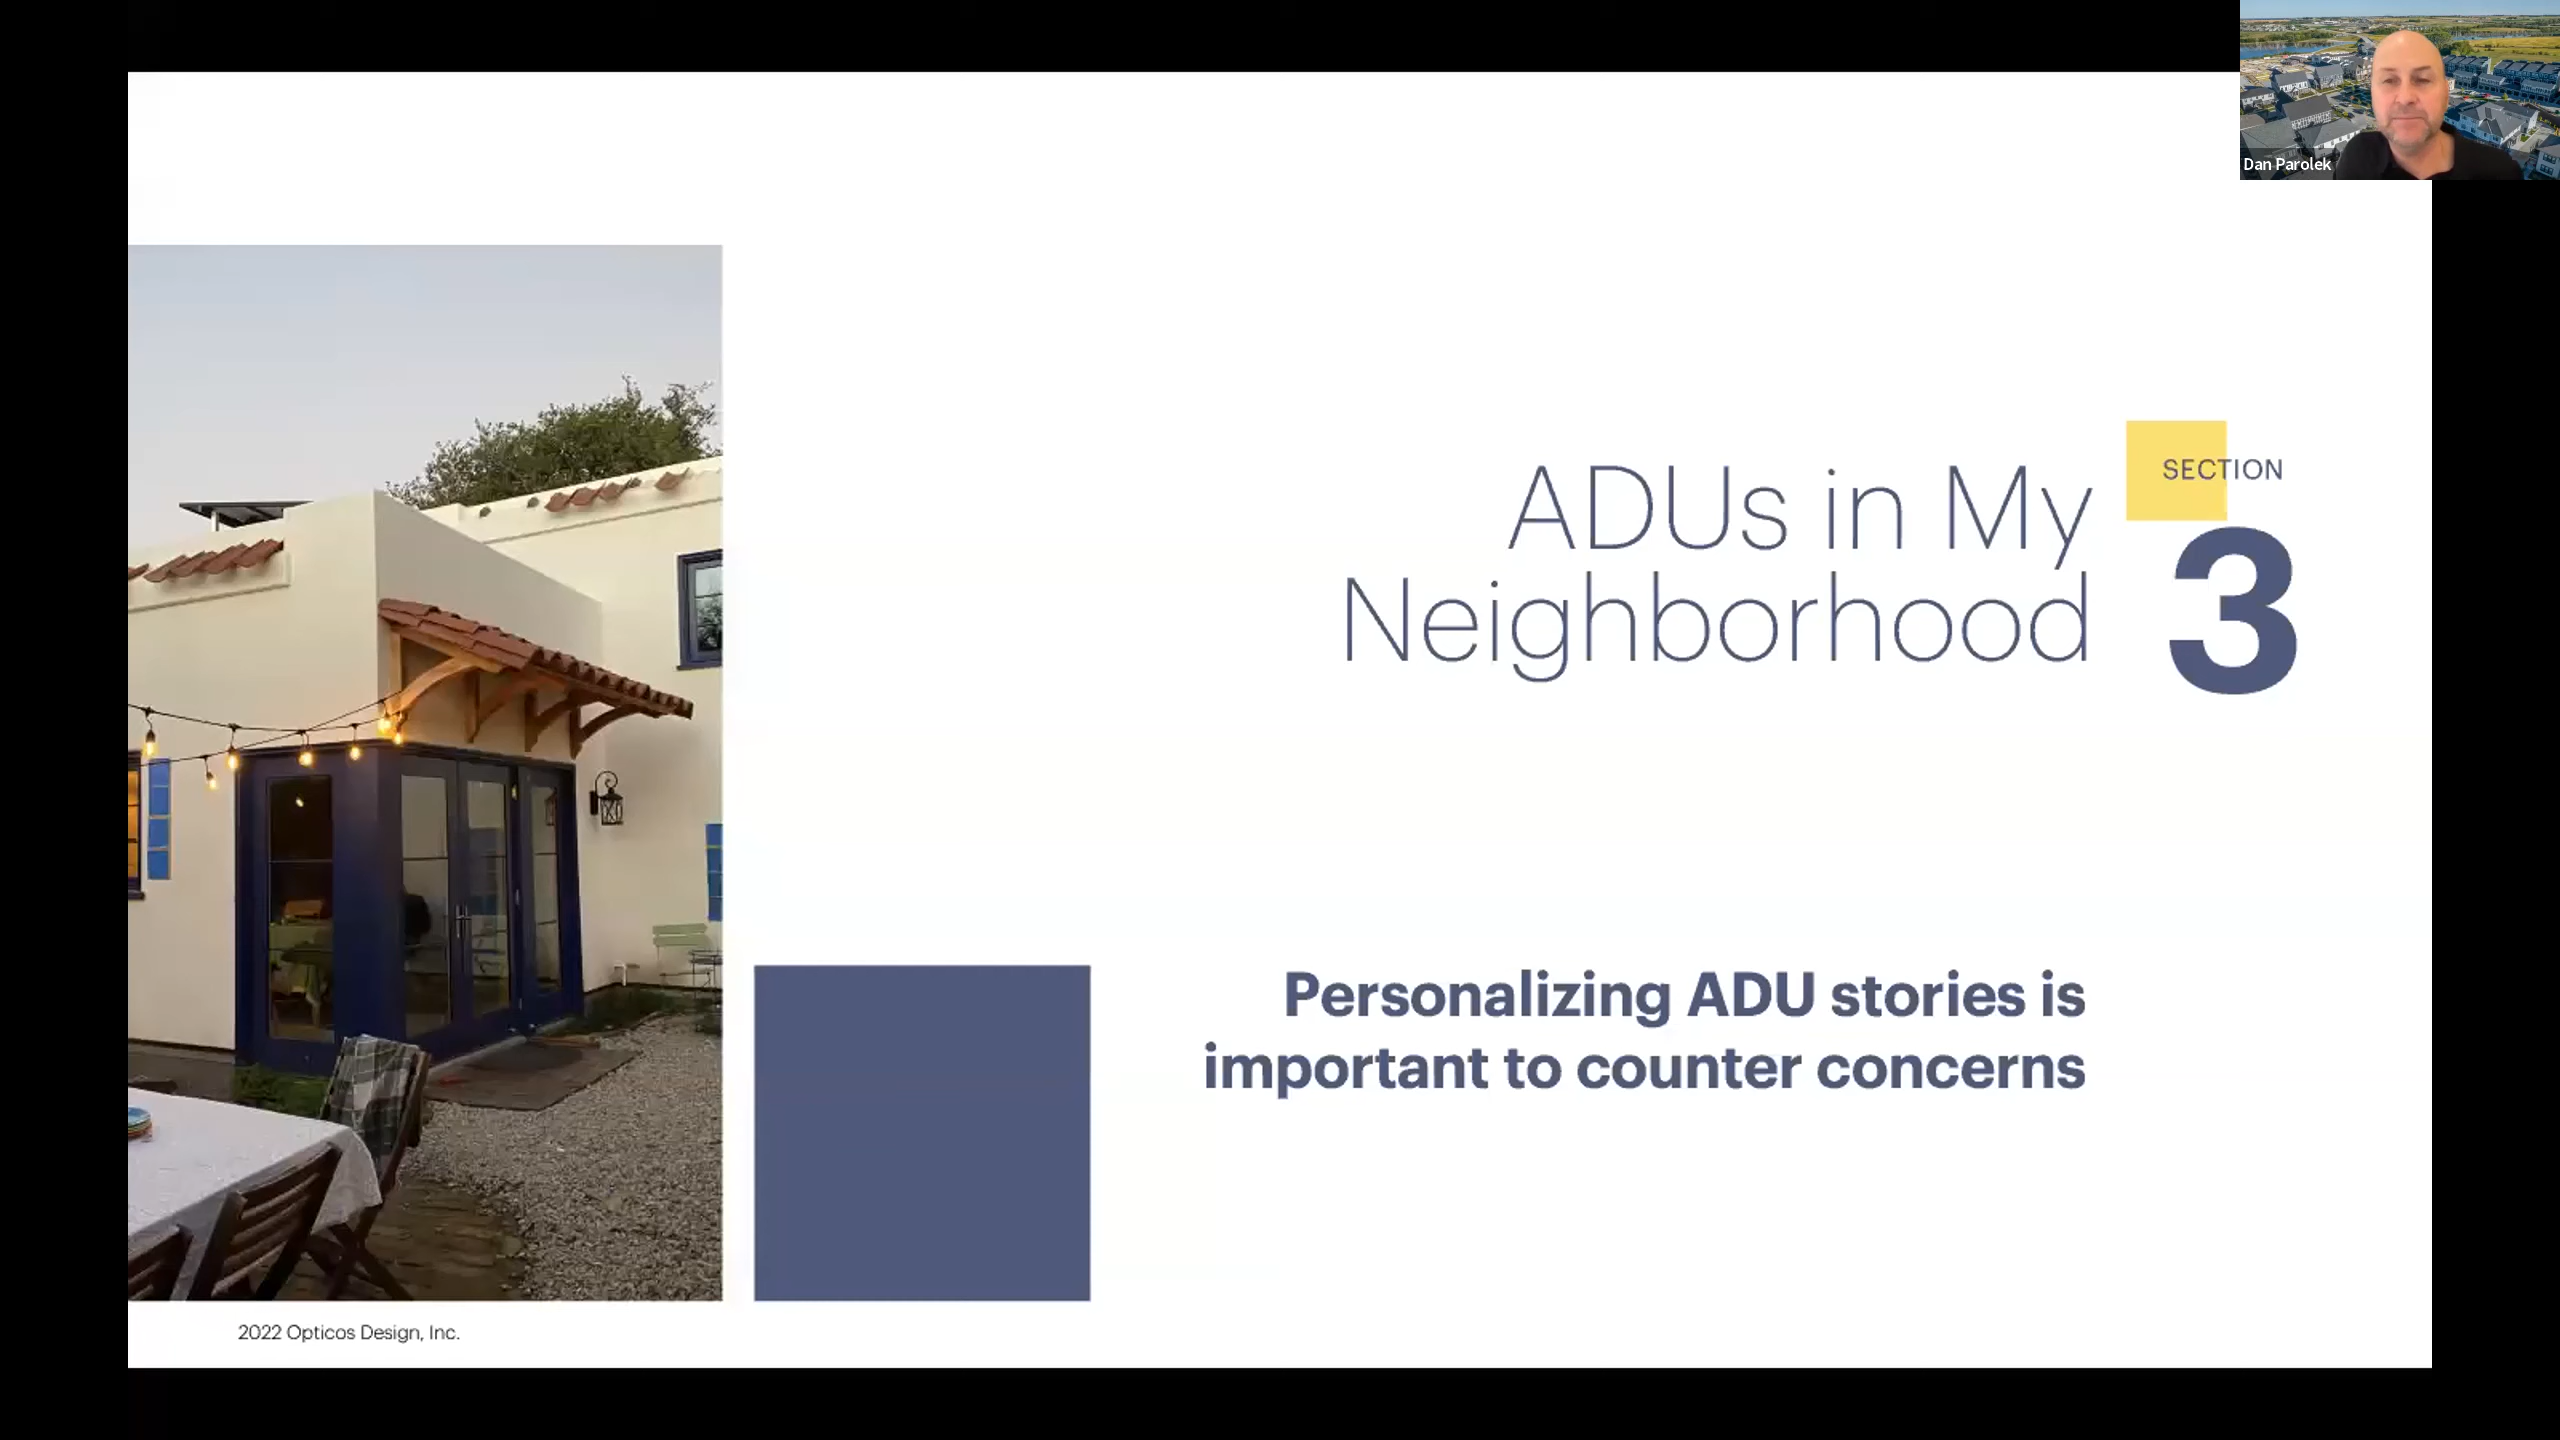 Dan Parolek
SECTION
3
ADUs in My
Neighborhood
Personalizing ADU stories is
important to counter concerns
2022 Opticos Design, Inc.